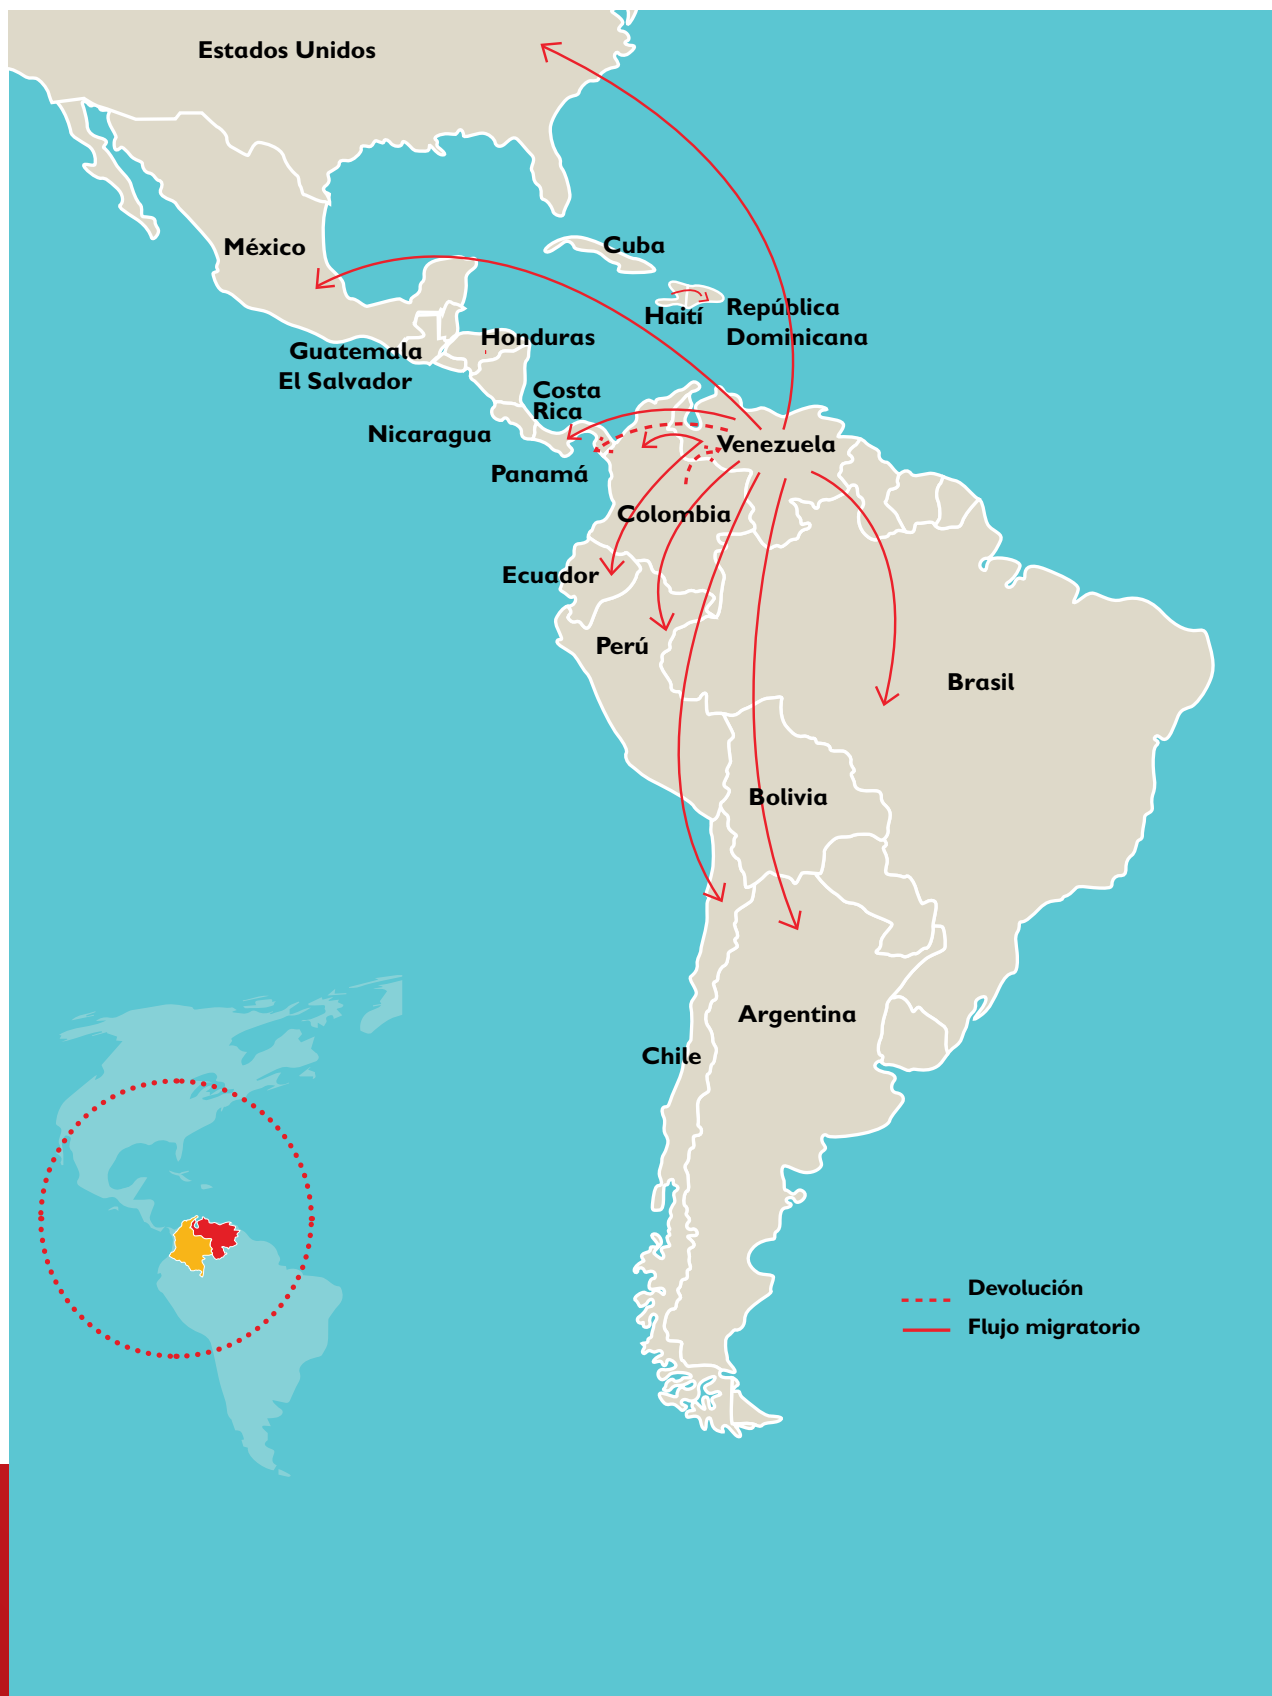 Estados Unidos
México
Cuba
Haití
República
Dominicana
Honduras
Guatemala
El Salvador
Costa
Rica
Nicaragua
Panamá
Venezuela
Colombia
Ecuador
Perú
Brasil
Bolivia
Argentina
Chile
Devolución
Flujo migratorio